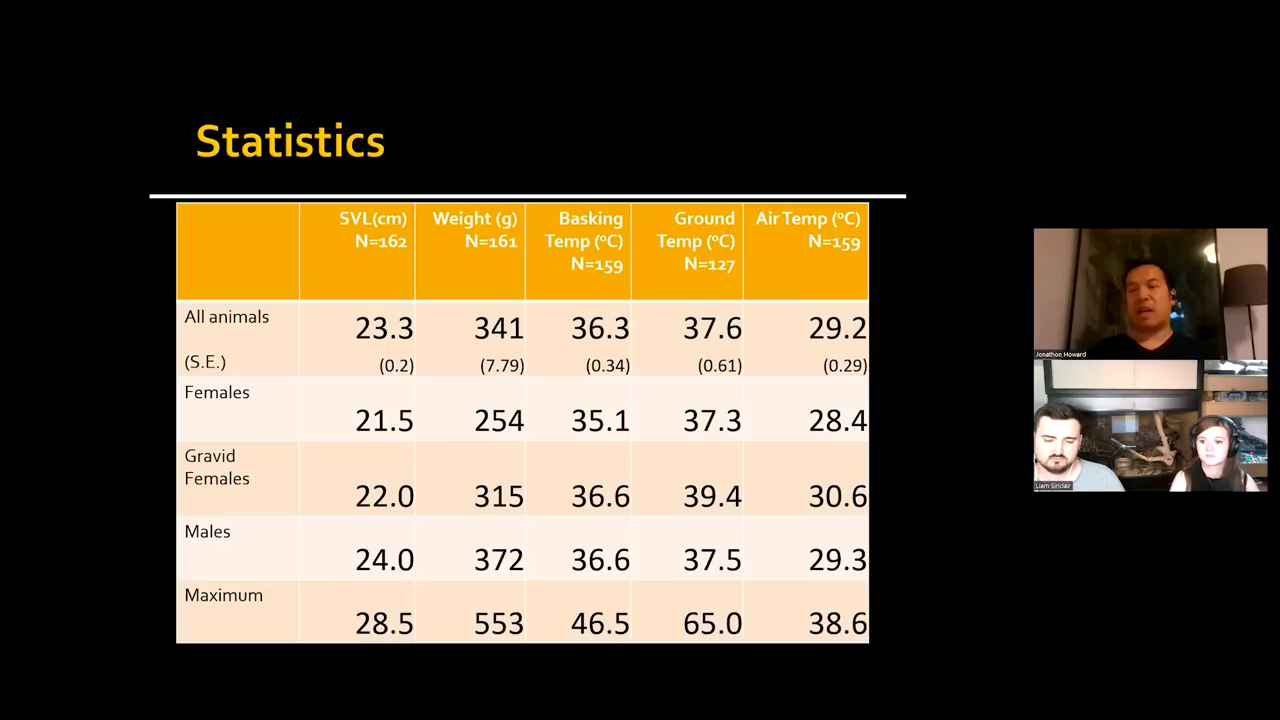 Statistics
SVL(cm) N=162
Weight (g) N=161
Basking Temp (ºC) N=159
Ground Temp (ºC) N=127
Air Temp (ºC) N=159
All animals 23.3 341 36.3 37.6 29.2
(S.E.) (0.2) (7.79) (0.34) (0.61) (0.29)
Females 21.5 254 35.1 37.3 28.4
Gravid Females 22.0 315 36.6 39.4 30.6
Males 24.0 372 36.6 37.5 29.3
Maximum 28.5 553 46.5 65.0 38.6
Jonathon Howard
Liam Sinclair